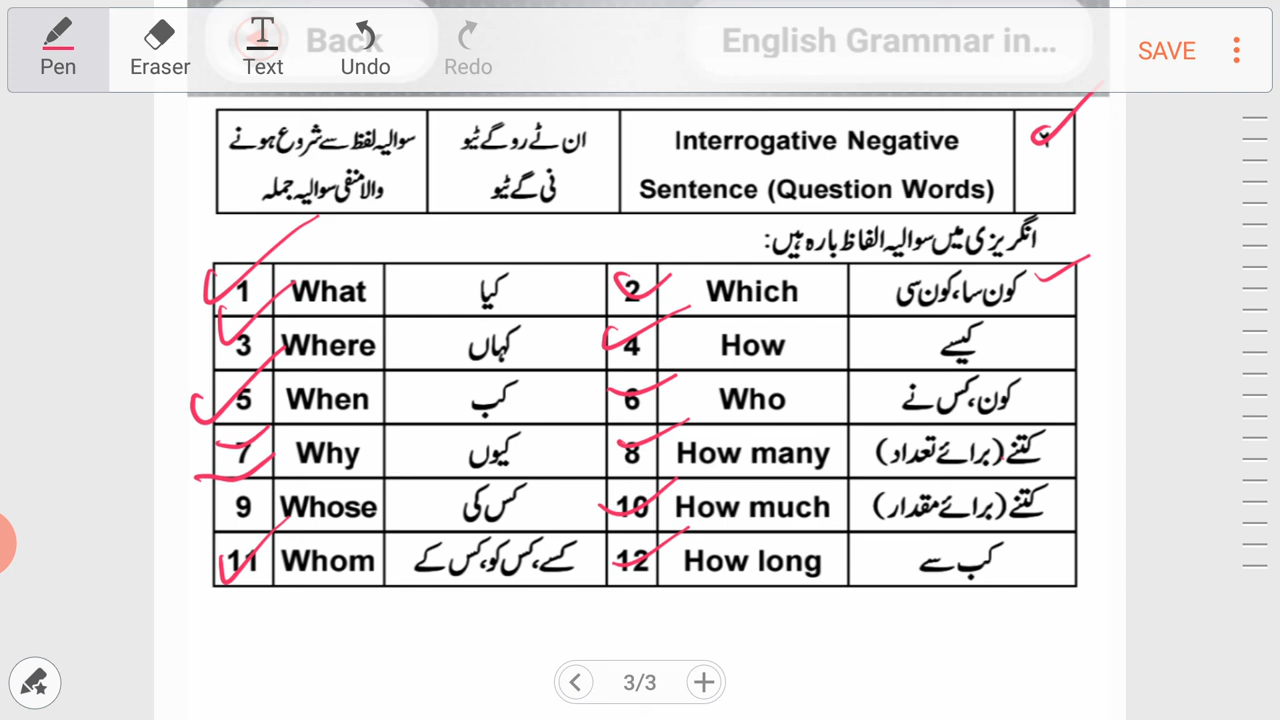 Pen
Eraser
Text
Undo
Redo
SAVE
Back
English Grammar in...
Interrogative Negative Sentence (Question Words)
ان ٹے رو گے ٹیو نی گے ٹیو
سوالیہ لفظ سے شروع ہونے والا منفی سوالیہ جملہ
انگریزی میں سوالیہ الفاظ بارہ ہیں:
1 What کیا 2 Which کون سا، کون سی
3 Where کہاں 4 How کیسے
5 When کب 6 Who کون، کس نے
7 Why کیوں 8 How many کتنے (برائے تعداد)
9 Whose کس کی 10 How much کتنے (برائے مقدار)
11 Whom کسے، کس کو، کس کے 12 How long کب سے
3/3